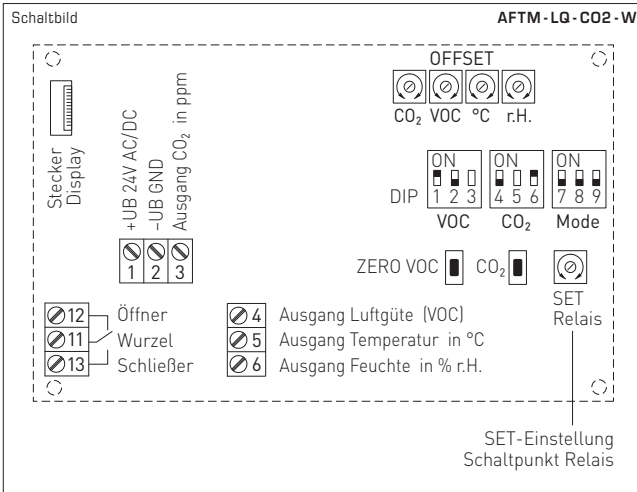 Schaltbild
AFTM-LQ-CO2-W
OFFSET
CO₂ VOC °C r.H.
Stecker
Display
+UB 24V AC/DC
-UB GND
Ausgang CO₂ in ppm
1 2 3
ON ON ON
DIP 1 2 3 4 5 6 7 8 9
VOC CO₂ Mode
ZERO VOC CO₂
SET
Relais
12 Öffner
11 Wurzel
13 Schließer
4 Ausgang Luftgüte (VOC)
5 Ausgang Temperatur in °C
6 Ausgang Feuchte in % r.H.
SET-Einstellung
Schaltpunkt Relais